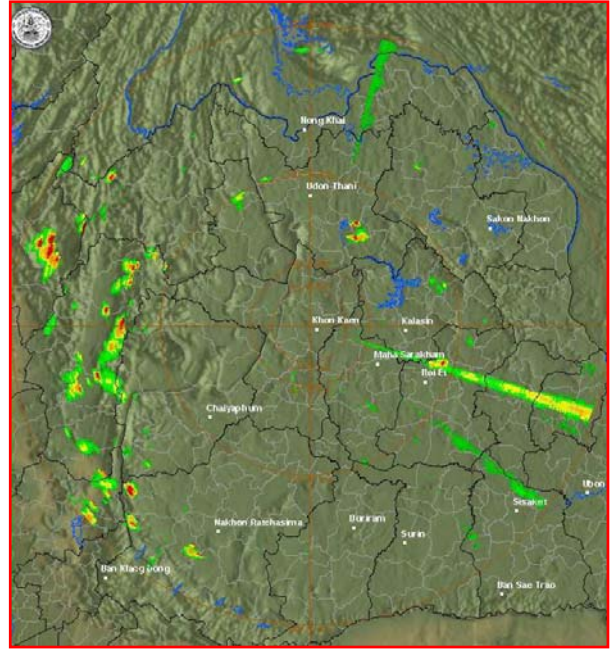 Nong Khai
Udon Thani
Sakon Nakhon
Khon Kaen
Kalasin
Maha Sarakham
Roi Et
Chaiyaphum
Ubon
Sisaket
Nakhon Ratchasima
Buriram
Surin
Ban Klang Dong
Ban Sae Trao